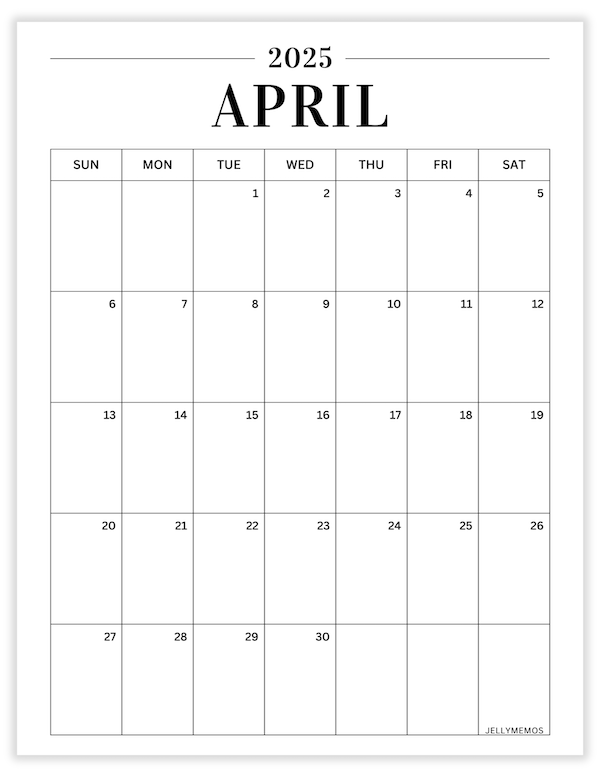 2025
APRIL
SUN MON TUE WED THU FRI SAT
1 2 3 4 5
6 7 8 9 10 11 12
13 14 15 16 17 18 19
20 21 22 23 24 25 26
27 28 29 30
JELLYMEMOS